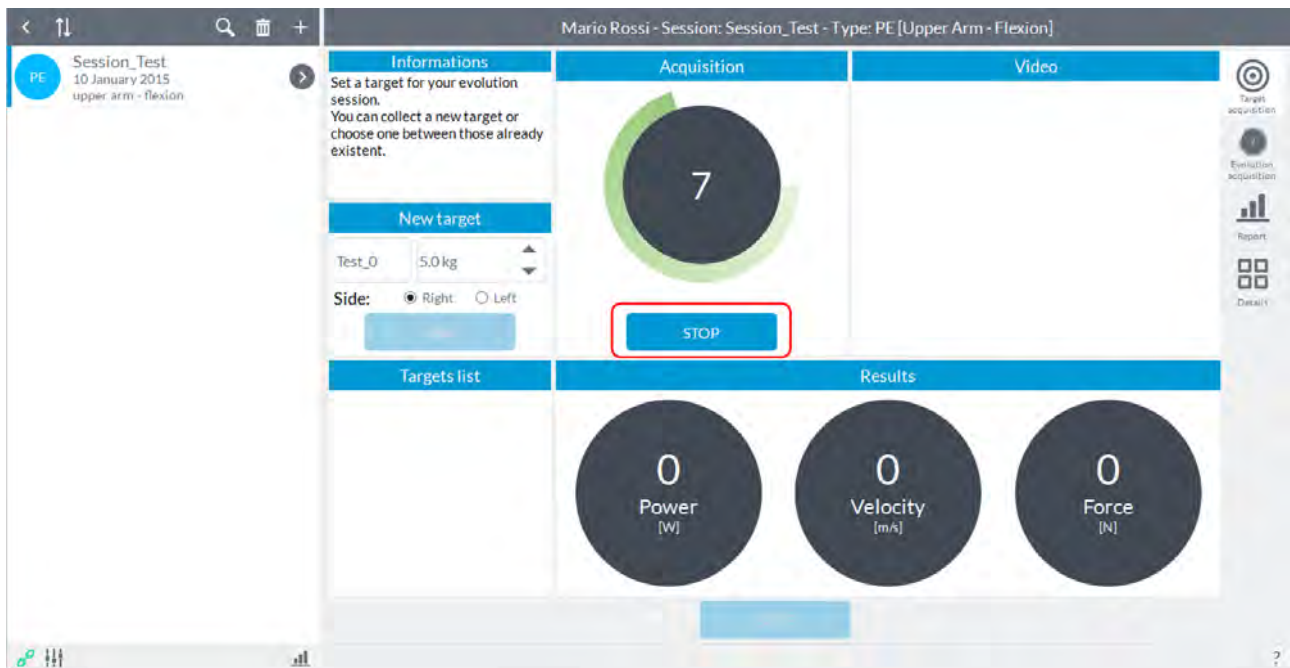 Mario Rossi - Session: Session_Test - Type: PE [Upper Arm - Flexion]
PE
Session_Test
10 January 2015
upper arm - flexion
Informations
Set a target for your evolution
session.
You can collect a new target or
choose one between those already
existent.
New target
Test_0
5.0 kg
Side:
Right
Left
Targets list
Acquisition
7
STOP
Video
Results
0
Power
[W]
0
Velocity
[m/s]
0
Force
[N]
Target
acquisition
Evolution
acquisition
Report
Details
?